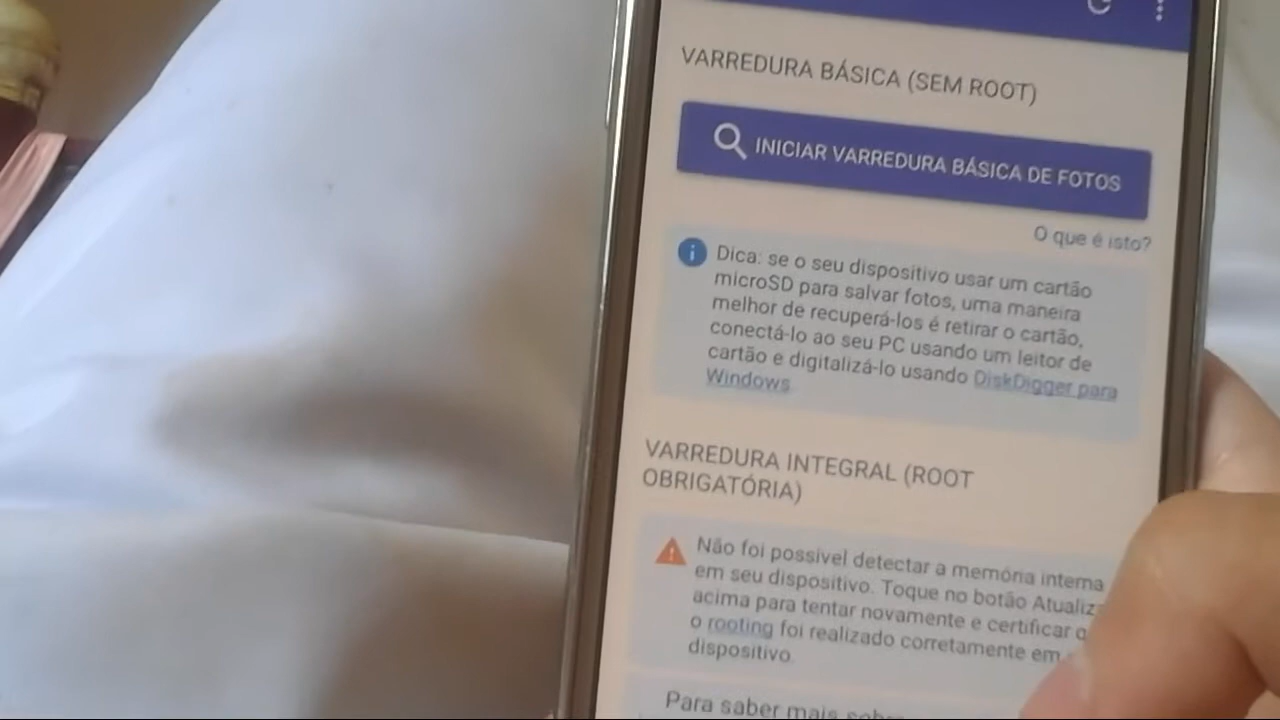 VARREDURA BÁSICA (SEM ROOT)
INICIAR VARREDURA BÁSICA DE FOTOS
O que é isto?
Dica: se o seu dispositivo usar um cartão
microSD para salvar fotos, uma maneira
melhor de recuperá-los é retirar o cartão,
conectá-lo ao seu PC usando um leitor de
cartão e digitalizá-lo usando DiskDigger para
Windows
VARREDURA INTEGRAL (ROOT
OBRIGATÓRIA)
Não foi possível detectar a memória interna
em seu dispositivo. Toque no botão
acima para tentar novamente e certificar
o rooting foi realizado corretamente em
dispositivo.
Para saber mais